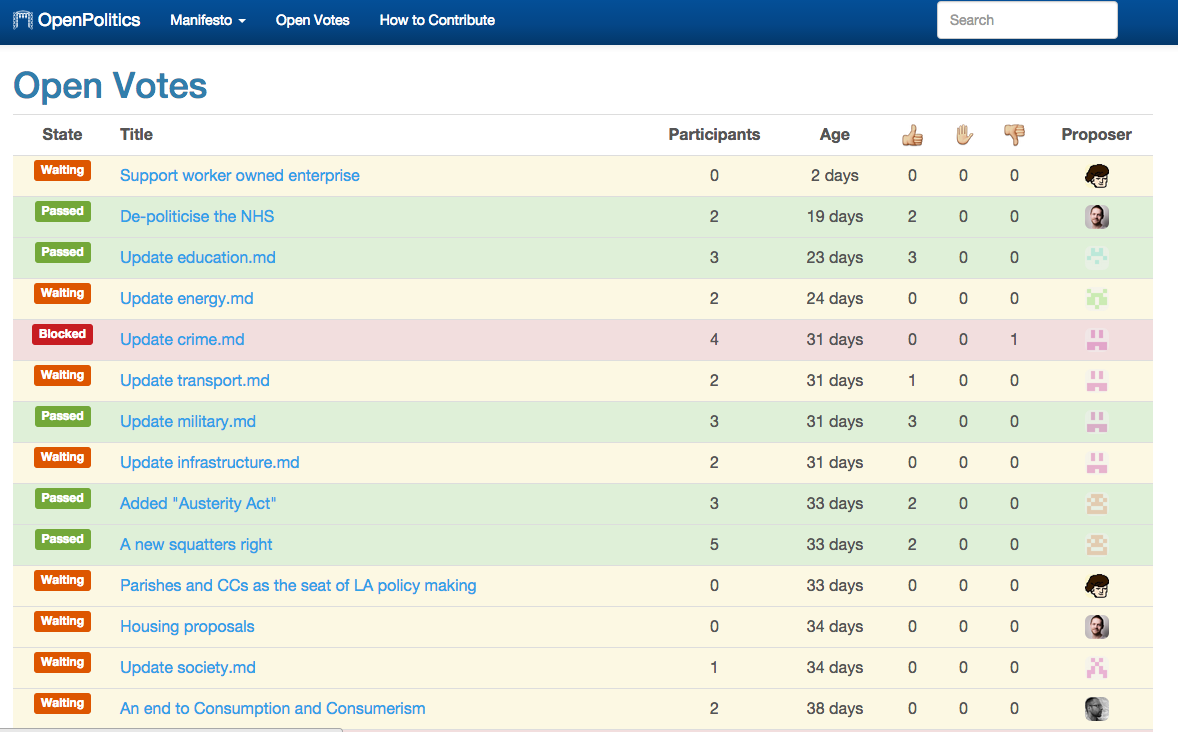 OpenPolitics Manifesto Open Votes How to Contribute Search
Open Votes
State Title Participants Age Proposer
Waiting Support worker owned enterprise 0 2 days 0 0 0
Passed De-politicise the NHS 2 19 days 2 0 0
Passed Update education.md 3 23 days 3 0 0
Waiting Update energy.md 2 24 days 0 0 0
Blocked Update crime.md 4 31 days 0 0 1
Waiting Update transport.md 2 31 days 1 0 0
Passed Update military.md 3 31 days 3 0 0
Waiting Update infrastructure.md 2 31 days 0 0 0
Passed Added "Austerity Act" 3 33 days 2 0 0
Passed A new squatters right 5 33 days 2 0 0
Waiting Parishes and CCs as the seat of LA policy making 0 33 days 0 0 0
Waiting Housing proposals 0 34 days 0 0 0
Waiting Update society.md 1 34 days 0 0 0
Waiting An end to Consumption and Consumerism 2 38 days 0 0 0